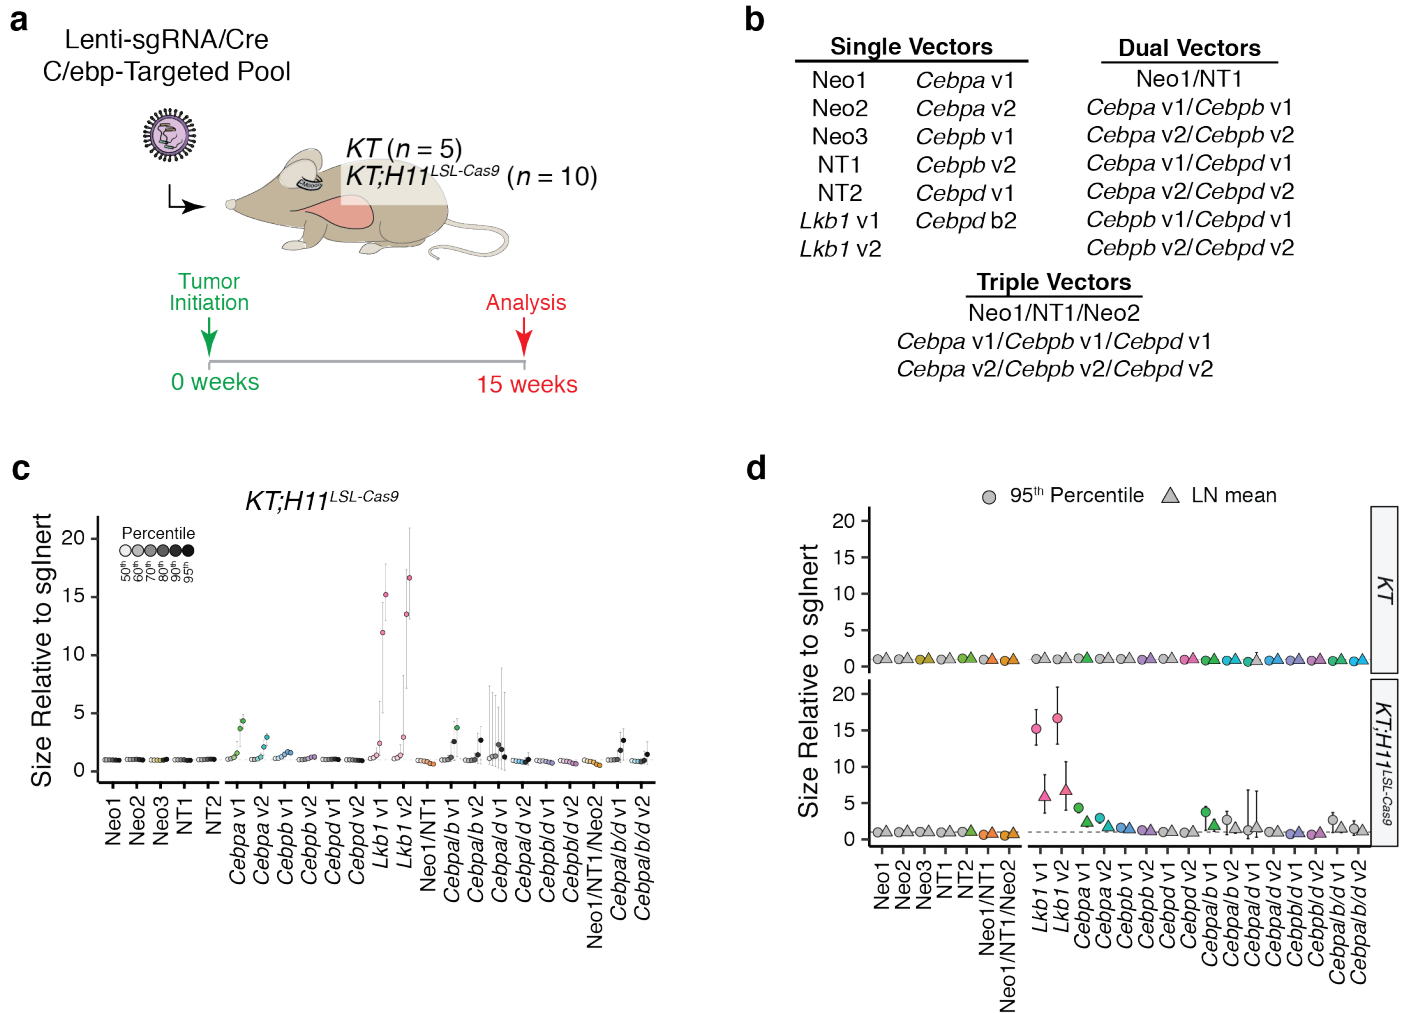 a
Lenti-sgRNA/Cre
C/ebp-Targeted Pool
KT (n = 5)
KT;H11LSL-Cas9 (n = 10)
Tumor
Initiation
Analysis
0 weeks
15 weeks
b
Single Vectors
Neo1 Cebpa v1
Neo2 Cebpa v2
Neo3 Cebpb v1
NT1 Cebpb v2
NT2 Cebpd v1
Lkb1 v1 Cebpd b2
Lkb1 v2
Dual Vectors
Neo1/NT1
Cebpa v1/Cebpb v1
Cebpa v2/Cebpb v2
Cebpa v1/Cebpd v1
Cebpa v2/Cebpd v2
Cebpb v1/Cebpd v1
Cebpb v2/Cebpd v2
Triple Vectors
Neo1/NT1/Neo2
Cebpa v1/Cebpb v1/Cebpd v1
Cebpa v2/Cebpb v2/Cebpd v2
c
KT;H11LSL-Cas9
Size Relative to sgInert
20
15
10
5
0
Percentile
50th
60th
70th
80th
90th
95th
Neo1
Neo2
Neo3
NT1
NT2
Cebpa v1
Cebpa v2
Cebpb v1
Cebpb v2
Cebpd v1
Cebpd v2
Lkb1 v1
Lkb1 v2
Neo1/NT1
Cebpa/b v1
Cebpa/b v2
Cebpa/d v1
Cebpa/d v2
Cebpb/d v1
Cebpb/d v2
Neo1/NT1/Neo2
Cebpa/b/d v1
Cebpa/b/d v2
d
95th Percentile LN mean
Size Relative to sgInert
20
15
10
5
0
KT
20
15
10
5
0
KT;H11LSL-Cas9
Neo1
Neo2
Neo3
NT1
NT2
Neo1/NT1
Neo1/NT1/Neo2
Lkb1 v1
Lkb1 v2
Cebpa v1
Cebpa v2
Cebpb v1
Cebpb v2
Cebpd v1
Cebpd v2
Cebpa/b v1
Cebpa/b v2
Cebpa/d v1
Cebpa/d v2
Cebpb/d v1
Cebpb/d v2
Cebpa/b/d v1
Cebpa/b/d v2